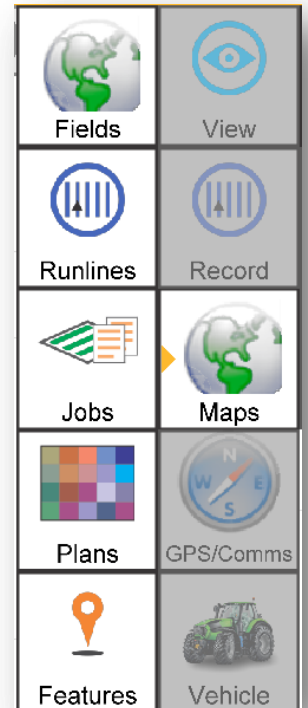 Fields
View
Runlines
Record
Jobs
Maps
Plans
N
W
E
S
GPS/Comms
Features
Vehicle